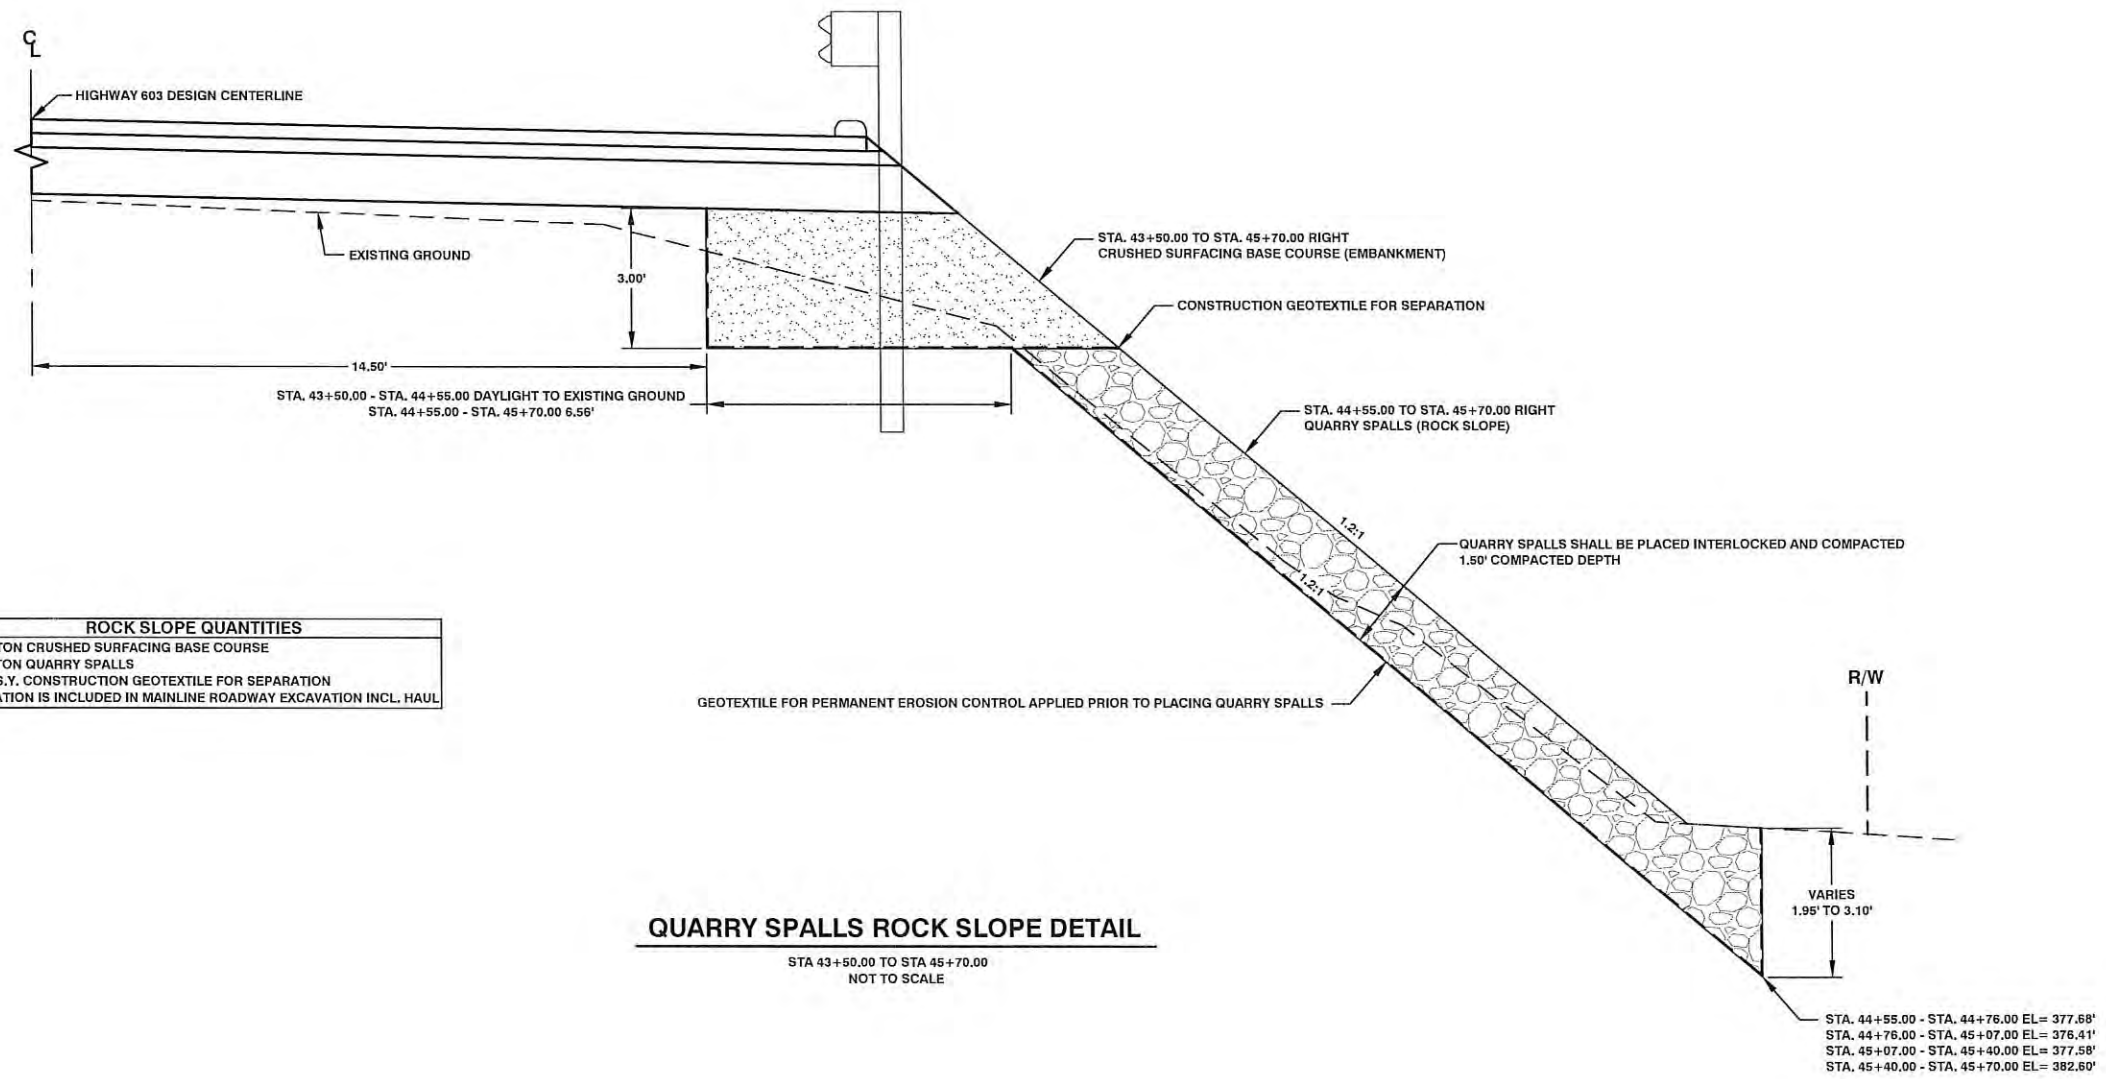 CL
HIGHWAY 603 DESIGN CENTERLINE
EXISTING GROUND
3.00'
14.50'
STA. 43+50.00 - STA. 44+55.00 DAYLIGHT TO EXISTING GROUND
STA. 44+55.00 - STA. 45+70.00 6.56'
STA. 43+50.00 TO STA. 45+70.00 RIGHT
CRUSHED SURFACING BASE COURSE (EMBANKMENT)
CONSTRUCTION GEOTEXTILE FOR SEPARATION
STA. 44+55.00 TO STA. 45+70.00 RIGHT
QUARRY SPALLS (ROCK SLOPE)
1.2:1
QUARRY SPALLS SHALL BE PLACED INTERLOCKED AND COMPACTED
1.50' COMPACTED DEPTH
1.2:1
ROCK SLOPE QUANTITIES
TON CRUSHED SURFACING BASE COURSE
TON QUARRY SPALLS
S.Y. CONSTRUCTION GEOTEXTILE FOR SEPARATION
ATION IS INCLUDED IN MAINLINE ROADWAY EXCAVATION INCL. HAUL
GEOTEXTILE FOR PERMANENT EROSION CONTROL APPLIED PRIOR TO PLACING QUARRY SPALLS
R/W
VARIES
1.95' TO 3.10'
QUARRY SPALLS ROCK SLOPE DETAIL
STA 43+50.00 TO STA 45+70.00
NOT TO SCALE
STA. 44+55.00 - STA. 44+76.00 EL= 377.68'
STA. 44+76.00 - STA. 45+07.00 EL= 376.41'
STA. 45+07.00 - STA. 45+40.00 EL= 377.58'
STA. 45+40.00 - STA. 45+70.00 EL= 382.60'